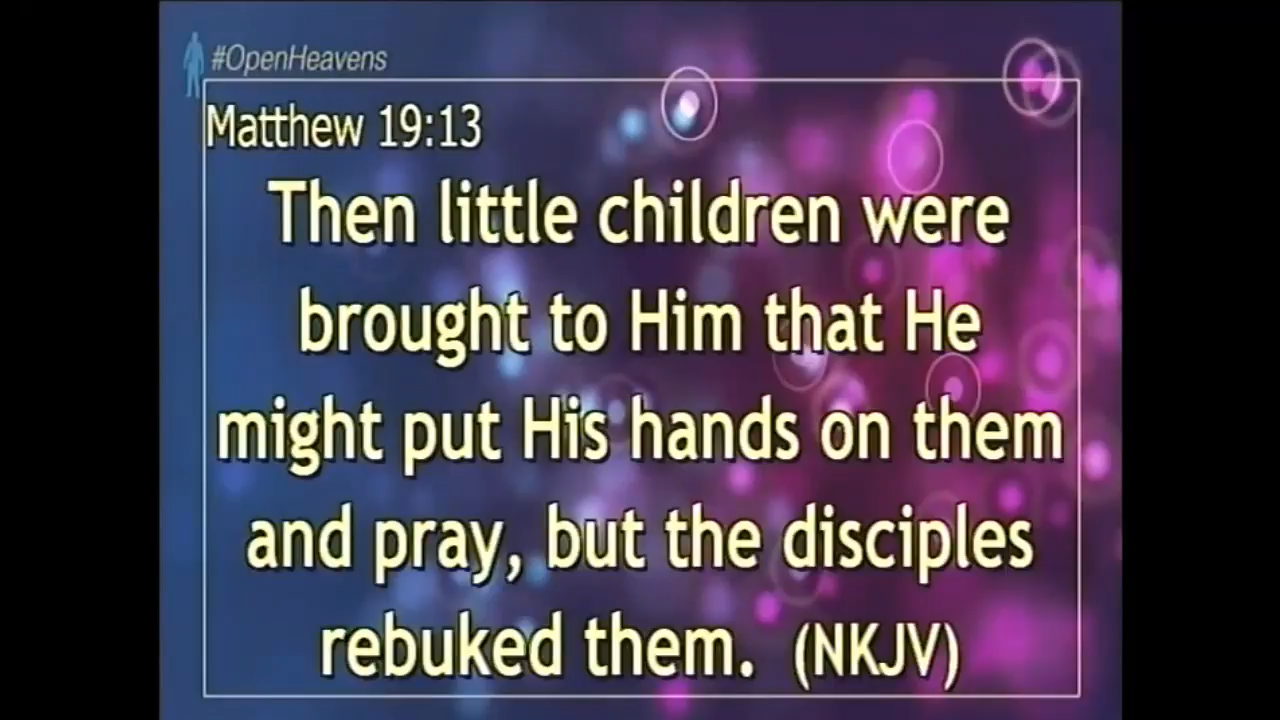 #OpenHeavens
Matthew 19:13
Then little children were
brought to Him that He
might put His hands on them
and pray, but the disciples
rebuked them. (NKJV)